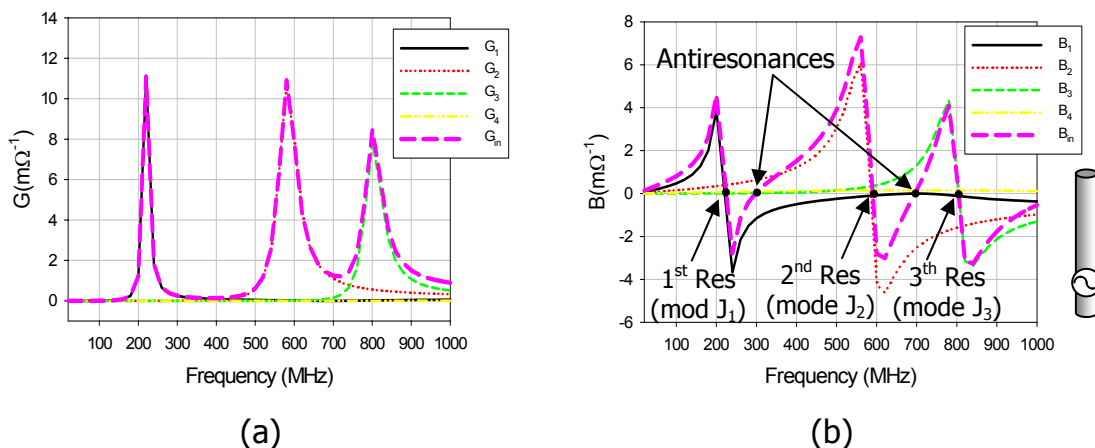 14
12
10
8
6
4
2
0
G(mΩ⁻¹)
G₁
G₂
G₃
G₄
Gᵢₙ
100 200 300 400 500 600 700 800 900 1000
Frequency (MHz)
(a)
8
6
4
2
0
-2
-4
-6
B(mΩ⁻¹)
Antiresonances
B₁
B₂
B₃
B₄
Bᵢₙ
1ˢᵗ Res
(mod J₁)
2ⁿᵈ Res
(mode J₂)
3ᵗʰ Res
(mode J₃)
100 200 300 400 500 600 700 800 900 1000
Frequency (MHz)
(b)